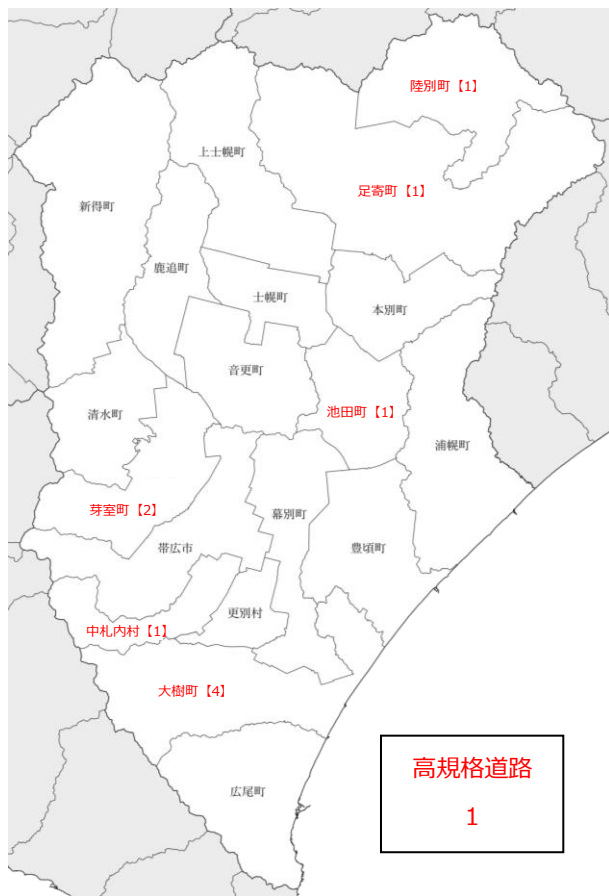 陸別町【1】
上士幌町
足寄町【1】
新得町
鹿追町
士幌町
本別町
音更町
清水町
池田町【1】
浦幌町
芽室町【2】
幕別町
帯広市
豊頃町
更別村
中札内村【1】
大樹町【4】
広尾町
高規格道路
1